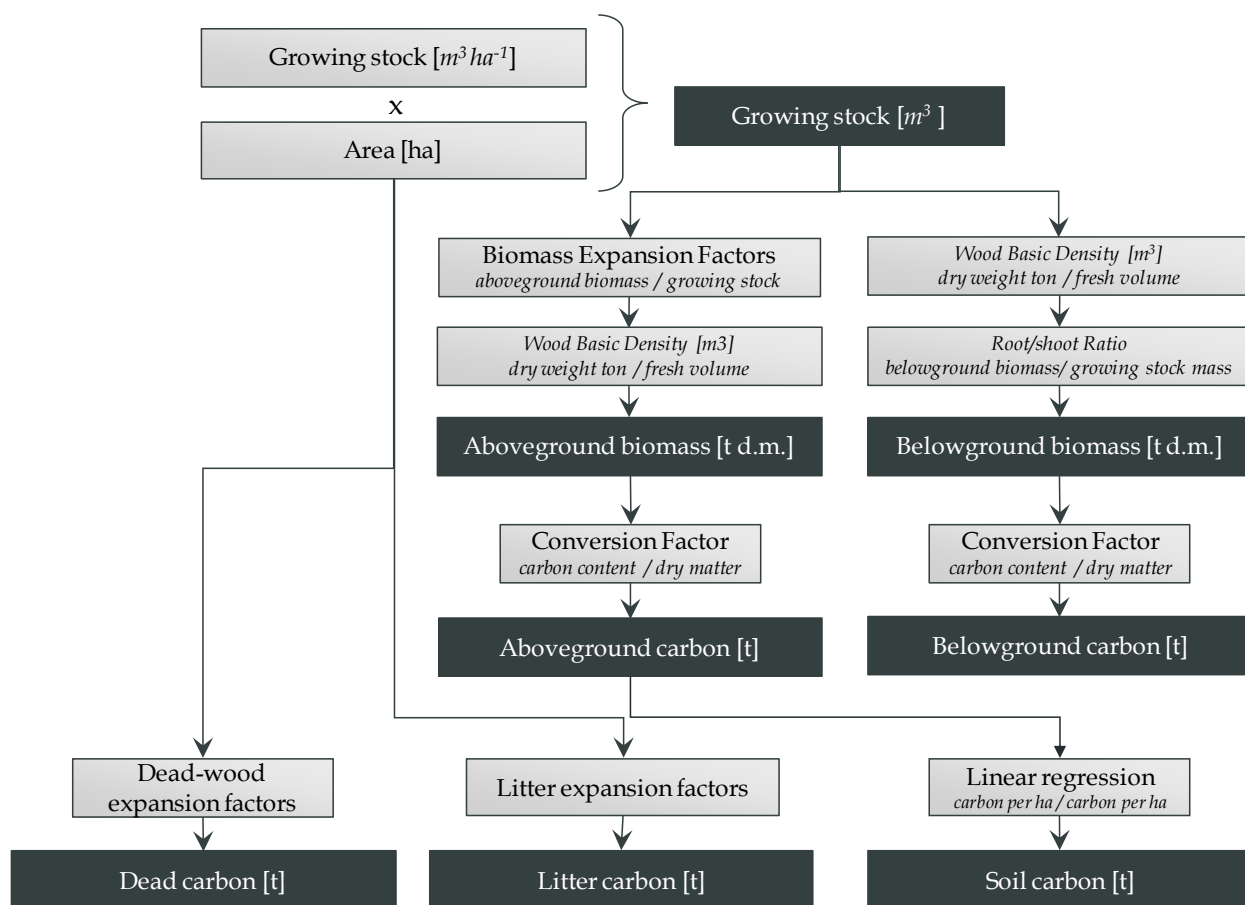 Growing stock [m³ ha⁻¹]
x
Area [ha]
Growing stock [m³ ]
Biomass Expansion Factors
aboveground biomass / growing stock
Wood Basic Density [m³]
dry weight ton / fresh volume
Wood Basic Density [m3]
dry weight ton / fresh volume
Root/shoot Ratio
belowground biomass/ growing stock mass
Aboveground biomass [t d.m.]
Belowground biomass [t d.m.]
Conversion Factor
carbon content / dry matter
Conversion Factor
carbon content / dry matter
Aboveground carbon [t]
Belowground carbon [t]
Dead-wood
expansion factors
Litter expansion factors
Linear regression
carbon per ha / carbon per ha
Dead carbon [t]
Litter carbon [t]
Soil carbon [t]